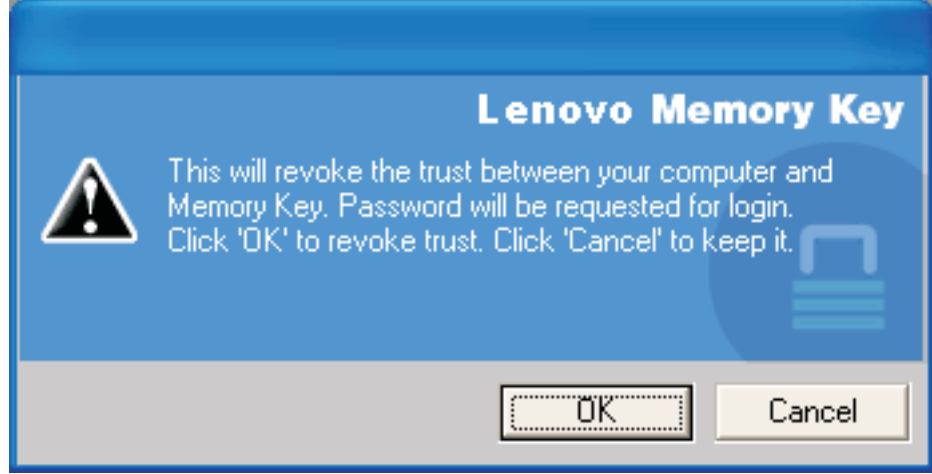 Lenovo Memory Key
This will revoke the trust between your computer and
Memory Key. Password will be requested for login.
Click 'OK' to revoke trust. Click 'Cancel' to keep it.
OK
Cancel